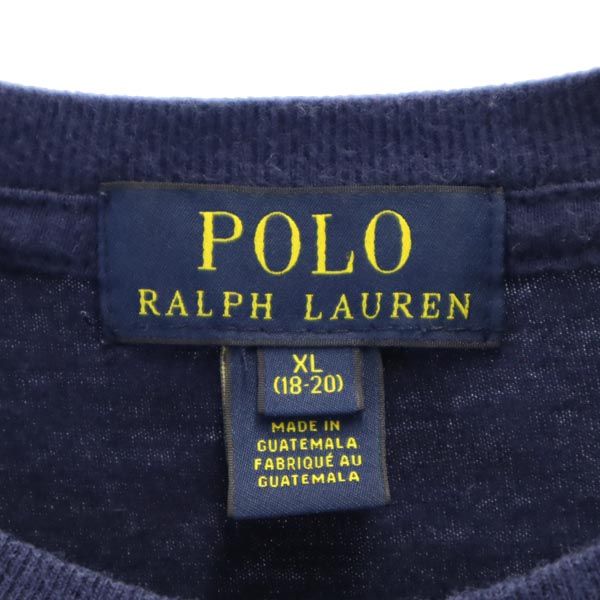 POLO
RALPH LAUREN
XL
(18-20)
MADE IN
GUATEMALA
FABRIQUÉ AU
GUATEMALA